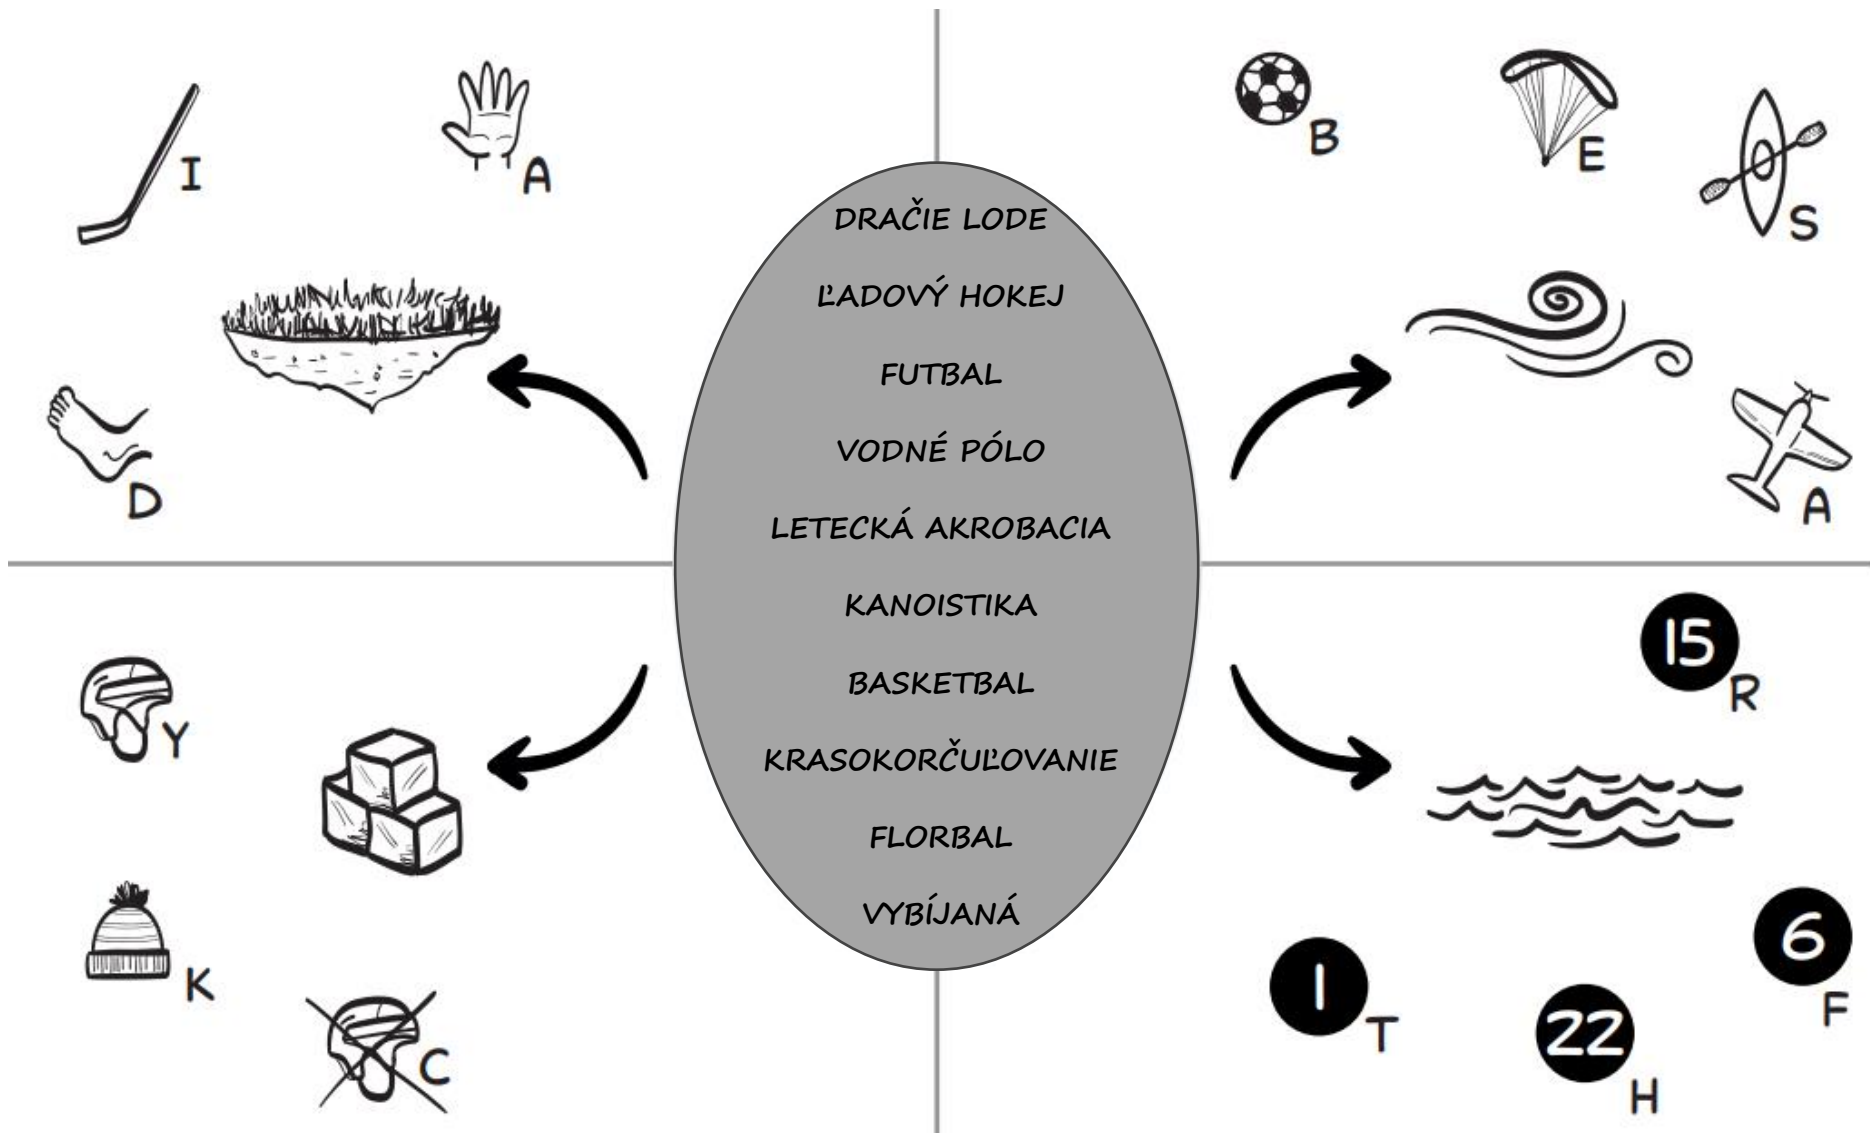 I
A
D
B
E
S
A
DRAČIE LODE
ĽADOVÝ HOKEJ
FUTBAL
VODNÉ PÓLO
LETECKÁ AKROBACIA
KANOISTIKA
BASKETBAL
KRASOKORČUĽOVANIE
FLORBAL
VYBÍJANÁ
Y
K
C
15
R
6
F
1
T
22
H